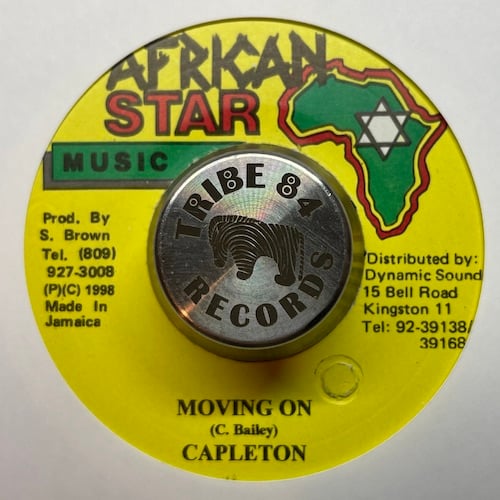 AFRICAN
STAR
MUSIC
TRIBE 84
RECORDS
Prod. By
S. Brown
Tel. (809)
927-3008
(P)(C) 1998
Made In
Jamaica
Distributed by:
Dynamic Sound
15 Bell Road
Kingston 11
Tel: 92-39138/
39168
MOVING ON
(C. Bailey)
CAPLETON